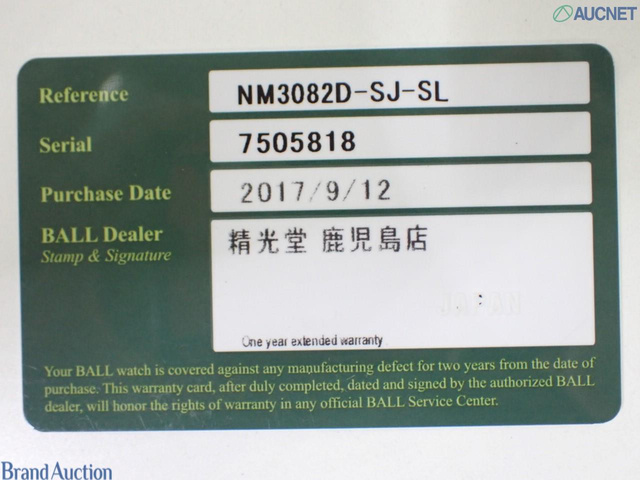 AUCNET
Reference NM3082D-SJ-SL
Serial 7505818
Purchase Date 2017/9/12
BALL Dealer 精光堂 鹿児島店
Stamp & Signature
One year extended warranty
Your BALL watch is covered against any manufacturing defect for two years from the date of
purchase. This warranty card, after duly completed, dated and signed by the authorized BALL
dealer, will honor the rights of warranty in any official BALL Service Center.
Brand Auction